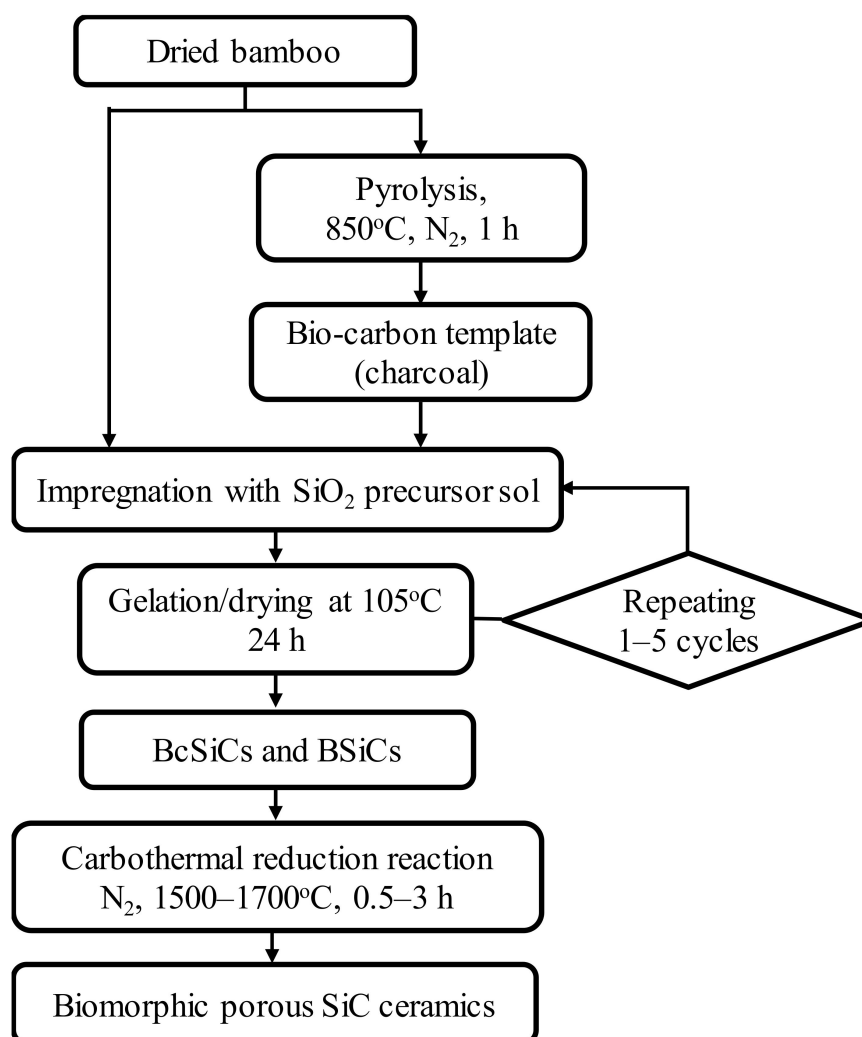 Dried bamboo
Pyrolysis,
850°C, N₂, 1 h
Bio-carbon template
(charcoal)
Impregnation with SiO₂ precursor sol
Gelation/drying at 105°C
24 h
Repeating
1–5 cycles
BcSiCs and BSiCs
Carbothermal reduction reaction
N₂, 1500–1700°C, 0.5–3 h
Biomorphic porous SiC ceramics